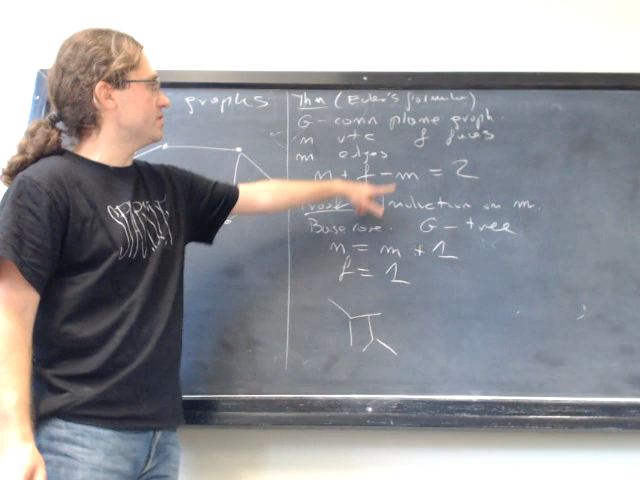 graphs
Thm (Euler's formula)
G - conn plane graph
n vtc f faces
m edges
n + f - m = 2
Proof induction on m.
Base case. G - tree
n = m + 1
f = 1